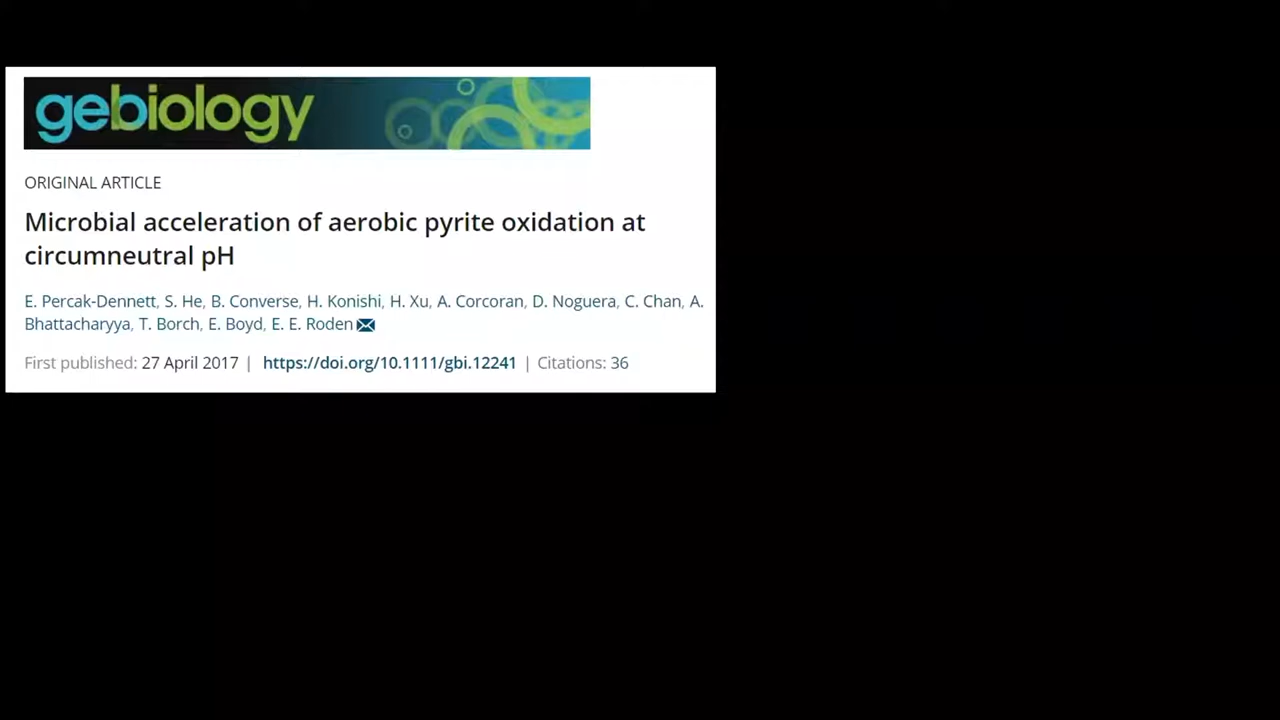 gebiology
ORIGINAL ARTICLE
Microbial acceleration of aerobic pyrite oxidation at
circumneutral pH
E. Percak-Dennett, S. He, B. Converse, H. Konishi, H. Xu, A. Corcoran, D. Noguera, C. Chan, A.
Bhattacharyya, T. Borch, E. Boyd, E. E. Roden
First published: 27 April 2017 | https://doi.org/10.1111/gbi.12241 | Citations: 36